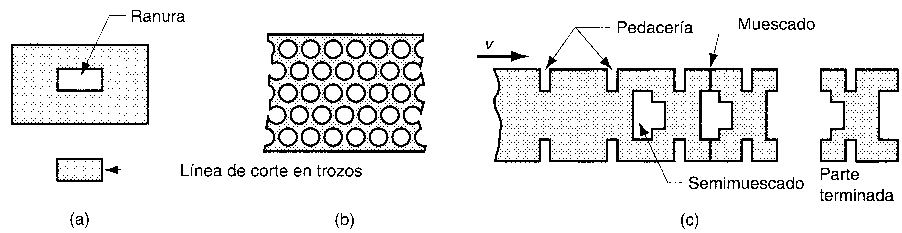 Ranura
Línea de corte en trozos
(a)
(b)
v
Pedacería
Muescado
Semimuescado
Parte
terminada
(c)